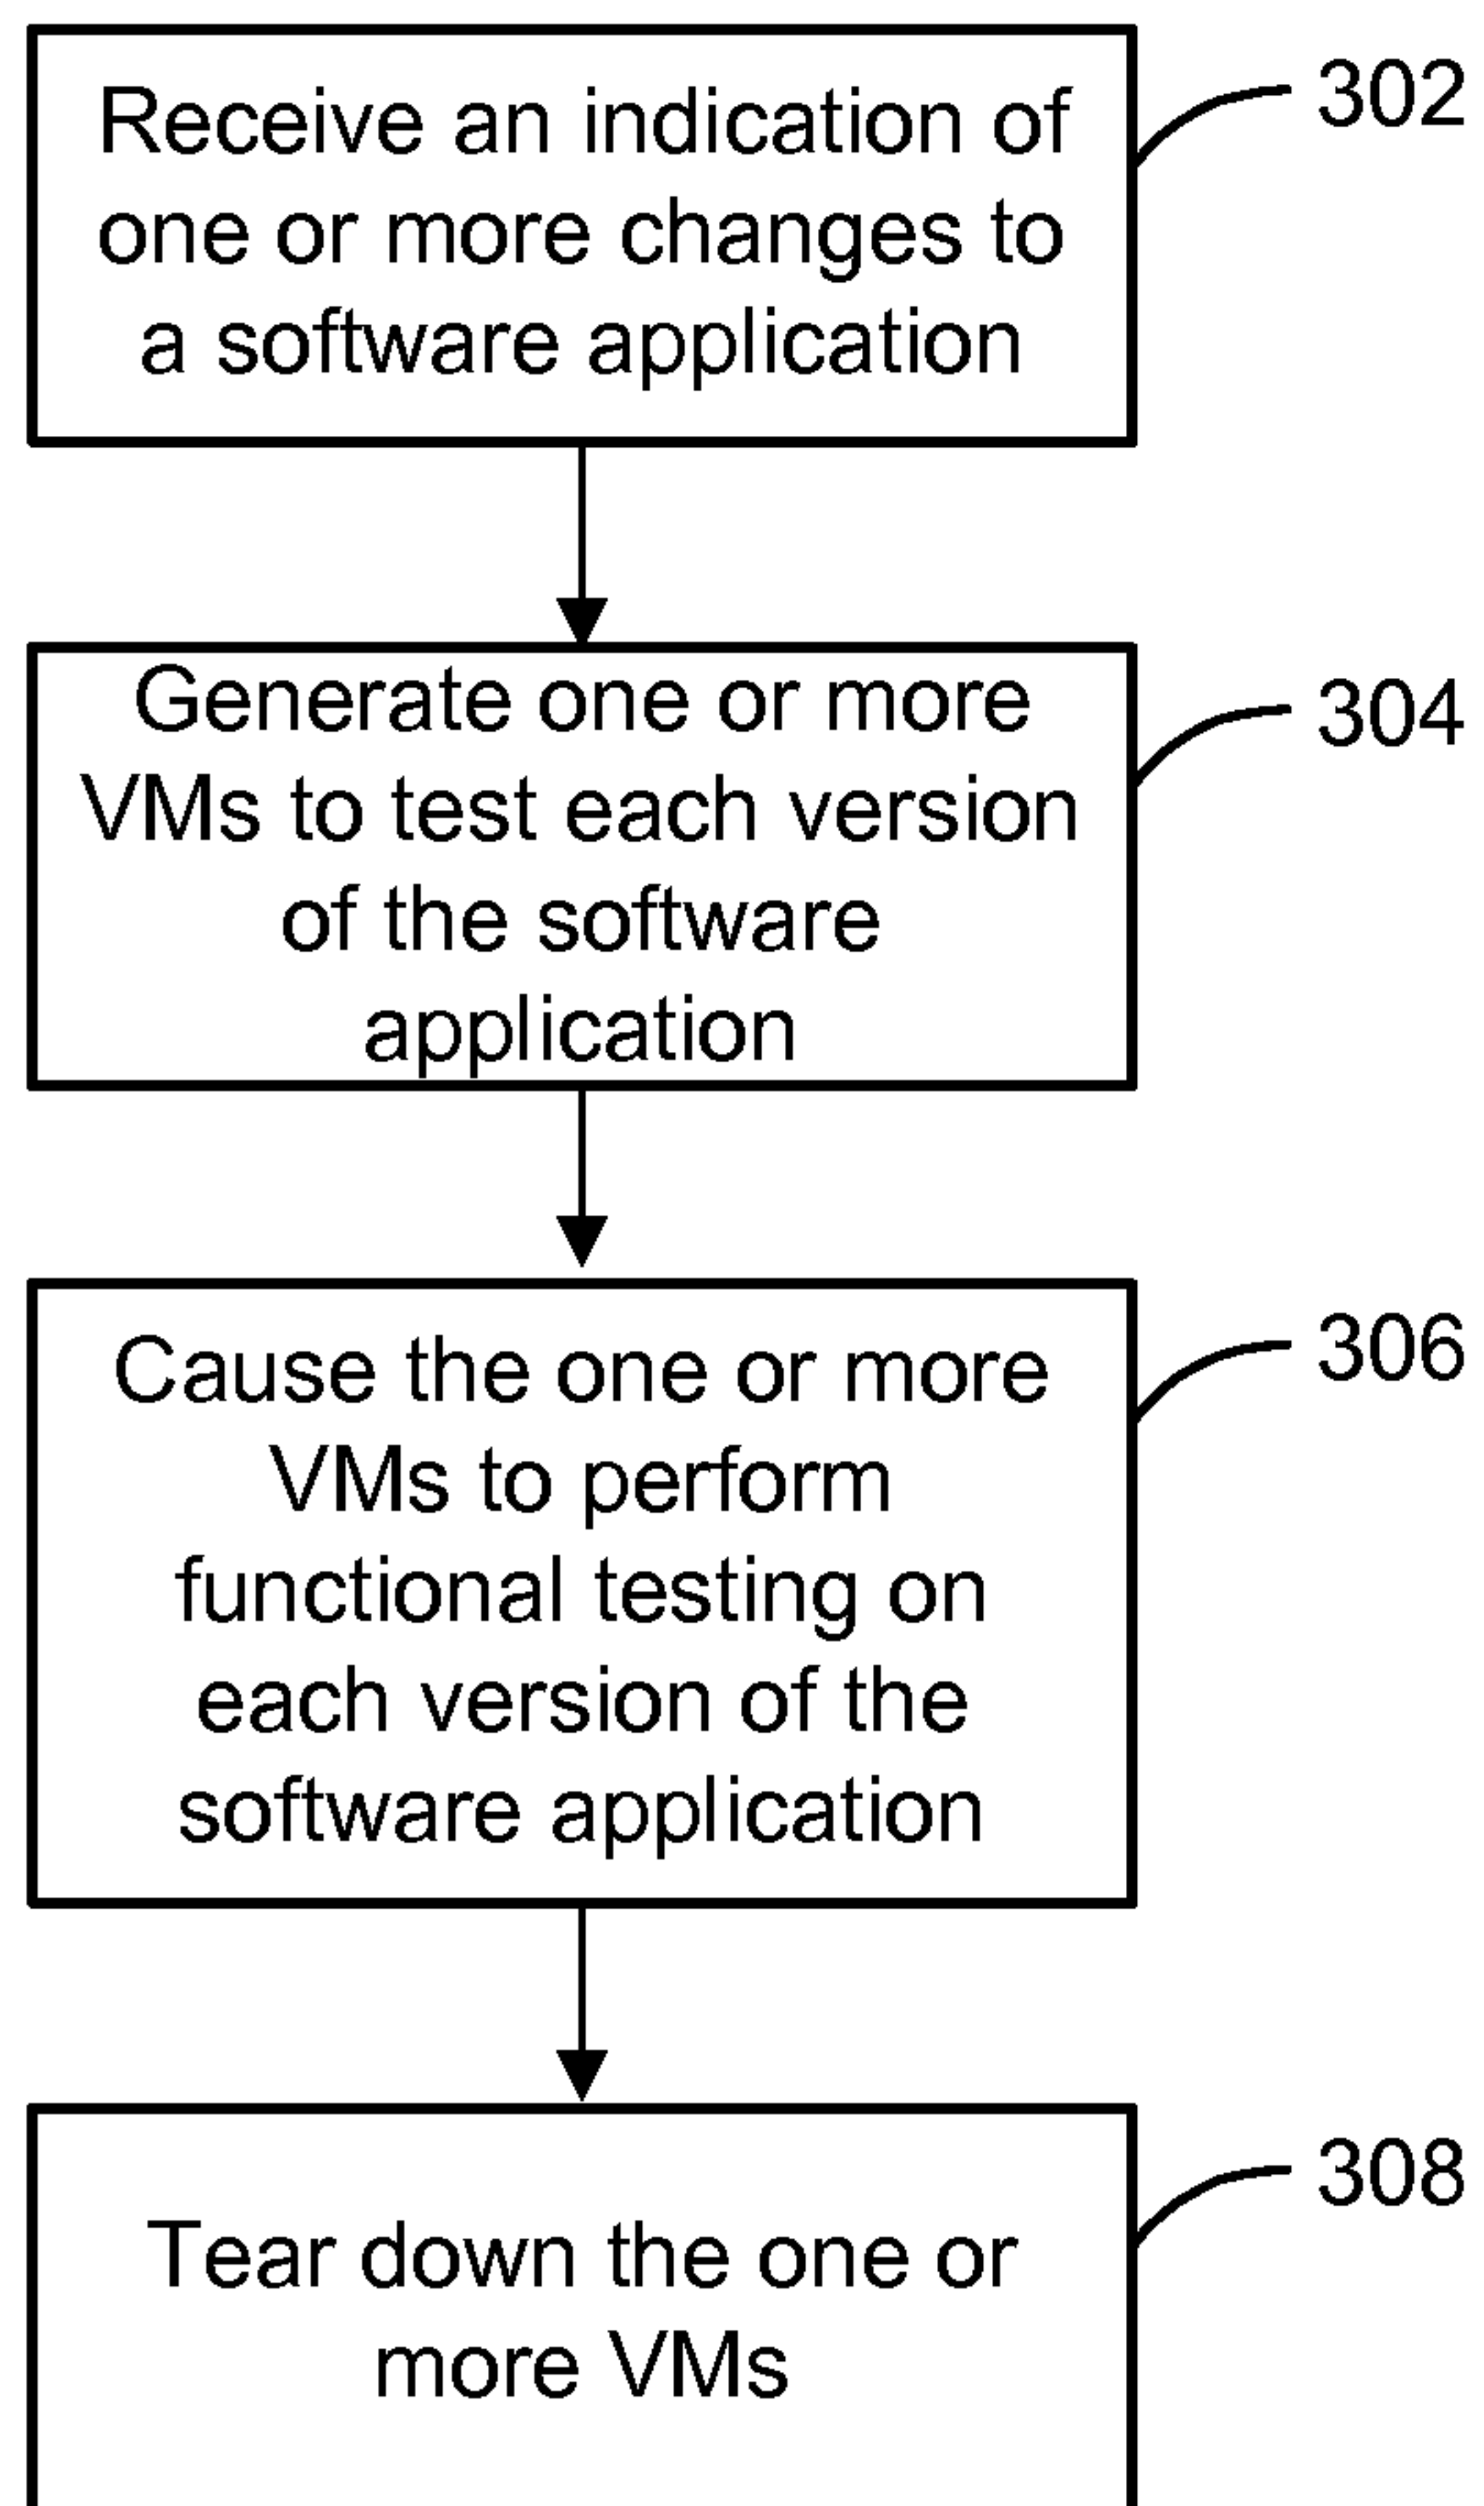 Receive an indication of
one or more changes to
a software application
302
Generate one or more
VMs to test each version
of the software
application
304
Cause the one or more
VMs to perform
functional testing on
each version of the
software application
306
Tear down the one or
more VMs
308